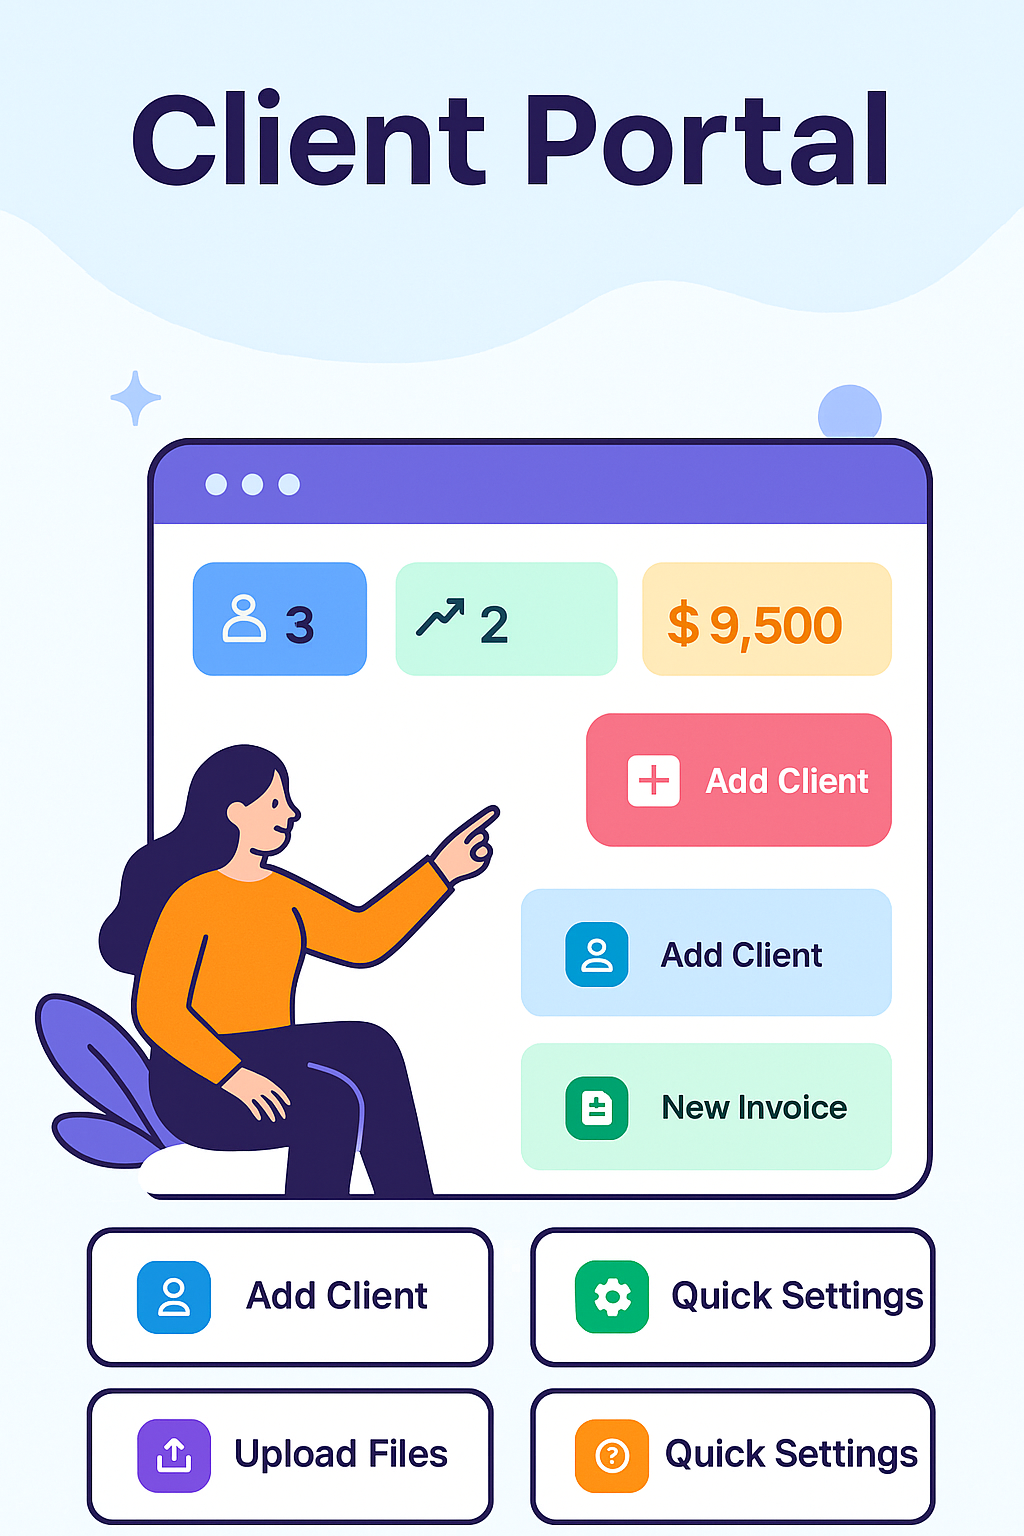 Client Portal
3
2
$ 9,500
Add Client
Add Client
New Invoice
Add Client
Quick Settings
Upload Files
? Quick Settings